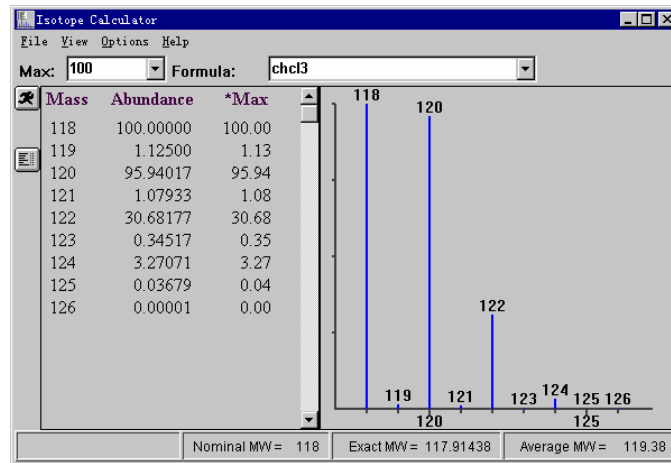 Isotope Calculator
File View Options Help
Max: 100 Formula: chcl3
Mass Abundance *Max
118 100.00000 100.00
119 1.12500 1.13
120 95.94017 95.94
121 1.07933 1.08
122 30.68177 30.68
123 0.34517 0.35
124 3.27071 3.27
125 0.03679 0.04
126 0.00001 0.00
118
120
122
119 121 123 124 125 126
120 125
Nominal MW = 118 Exact MW = 117.91438 Average MW = 119.38